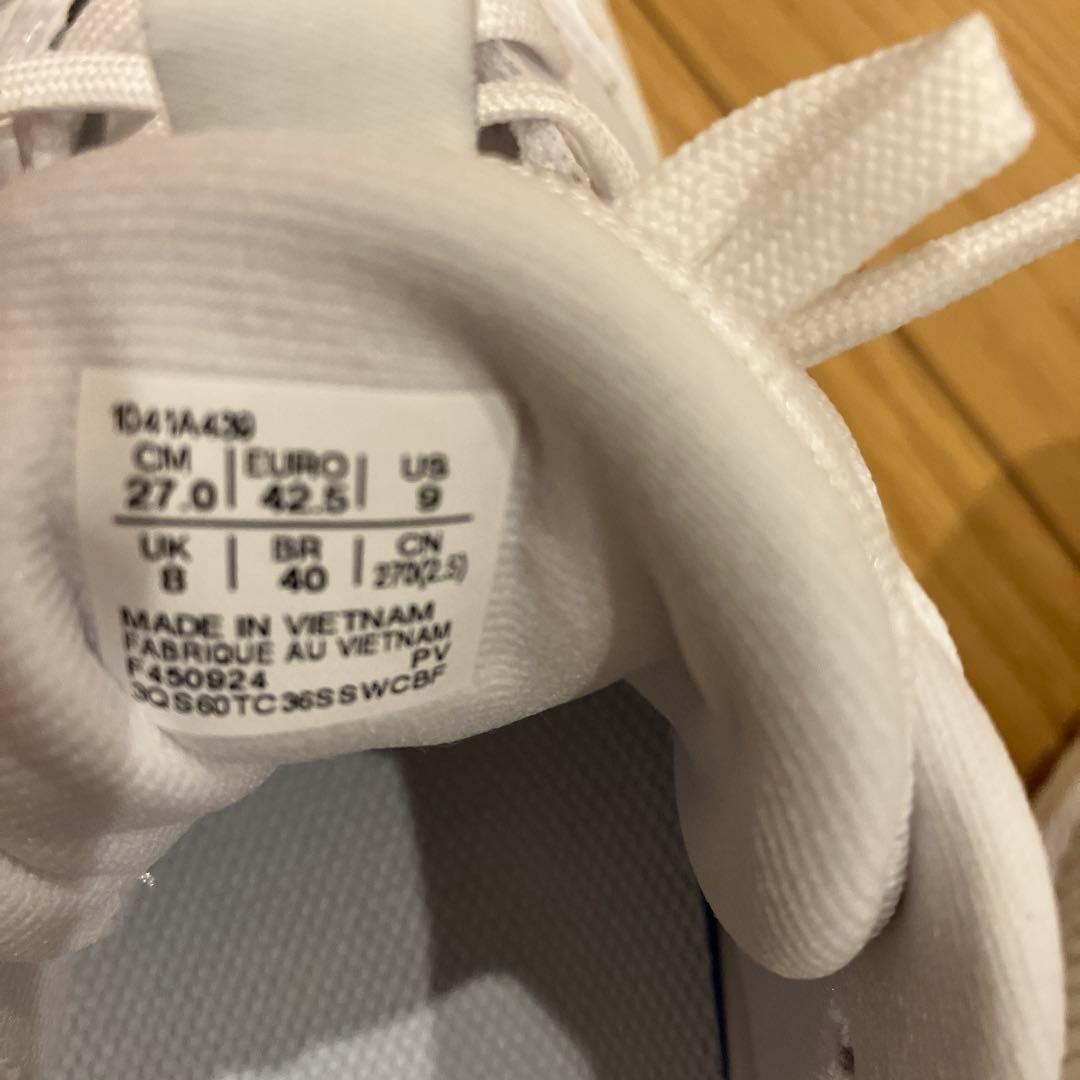 1041A439
CM | EURO | US
27.0 | 42.5 | 9
UK | BR | CN
8 | 40 | 270(2.5)
MADE IN VIETNAM
FABRIQUE AU VIETNAM
F450924 PV
3QS60TC36SSWCBF